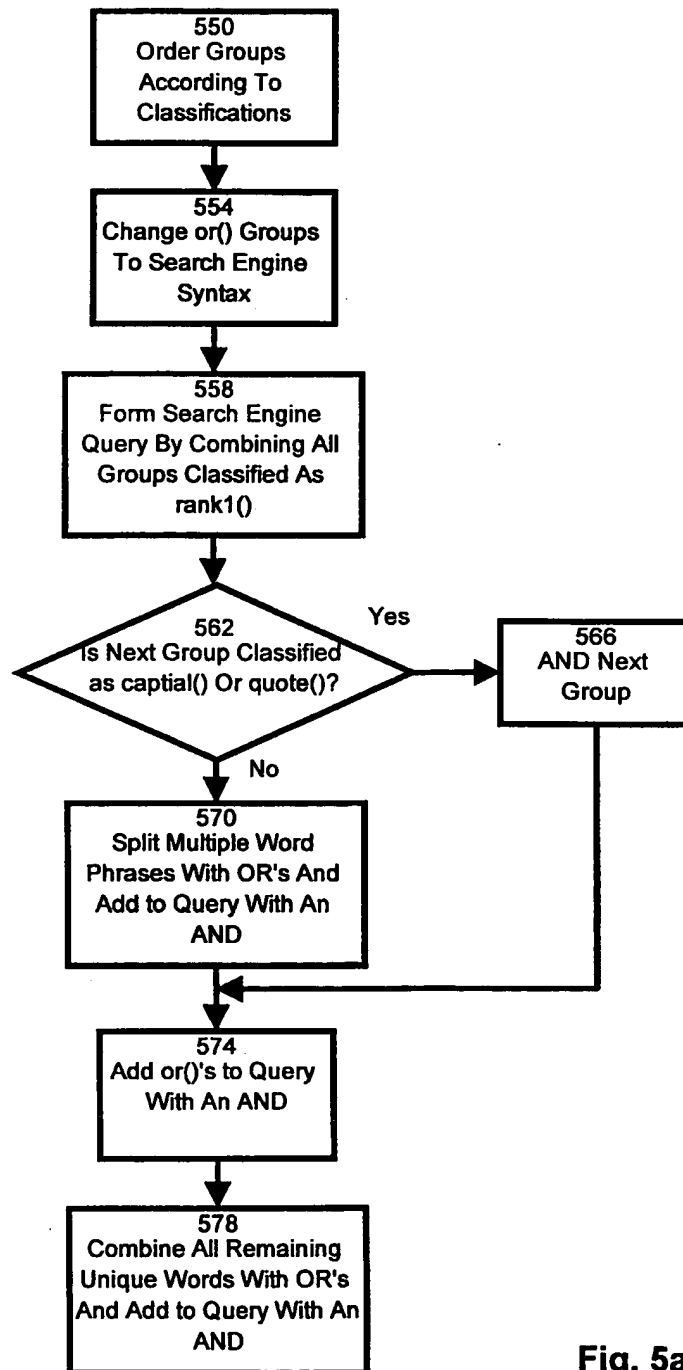 550
Order Groups
According To
Classifications
554
Change or() Groups
To Search Engine
Syntax
558
Form Search Engine
Query By Combining All
Groups Classified As
rank1()
562
Is Next Group Classified
as captial() Or quote()?
Yes
566
AND Next
Group
No
570
Split Multiple Word
Phrases With OR's And
Add to Query With An
AND
574
Add or()'s to Query
With An AND
578
Combine All Remaining
Unique Words With OR's
And Add to Query With An
AND
Fig. 5a